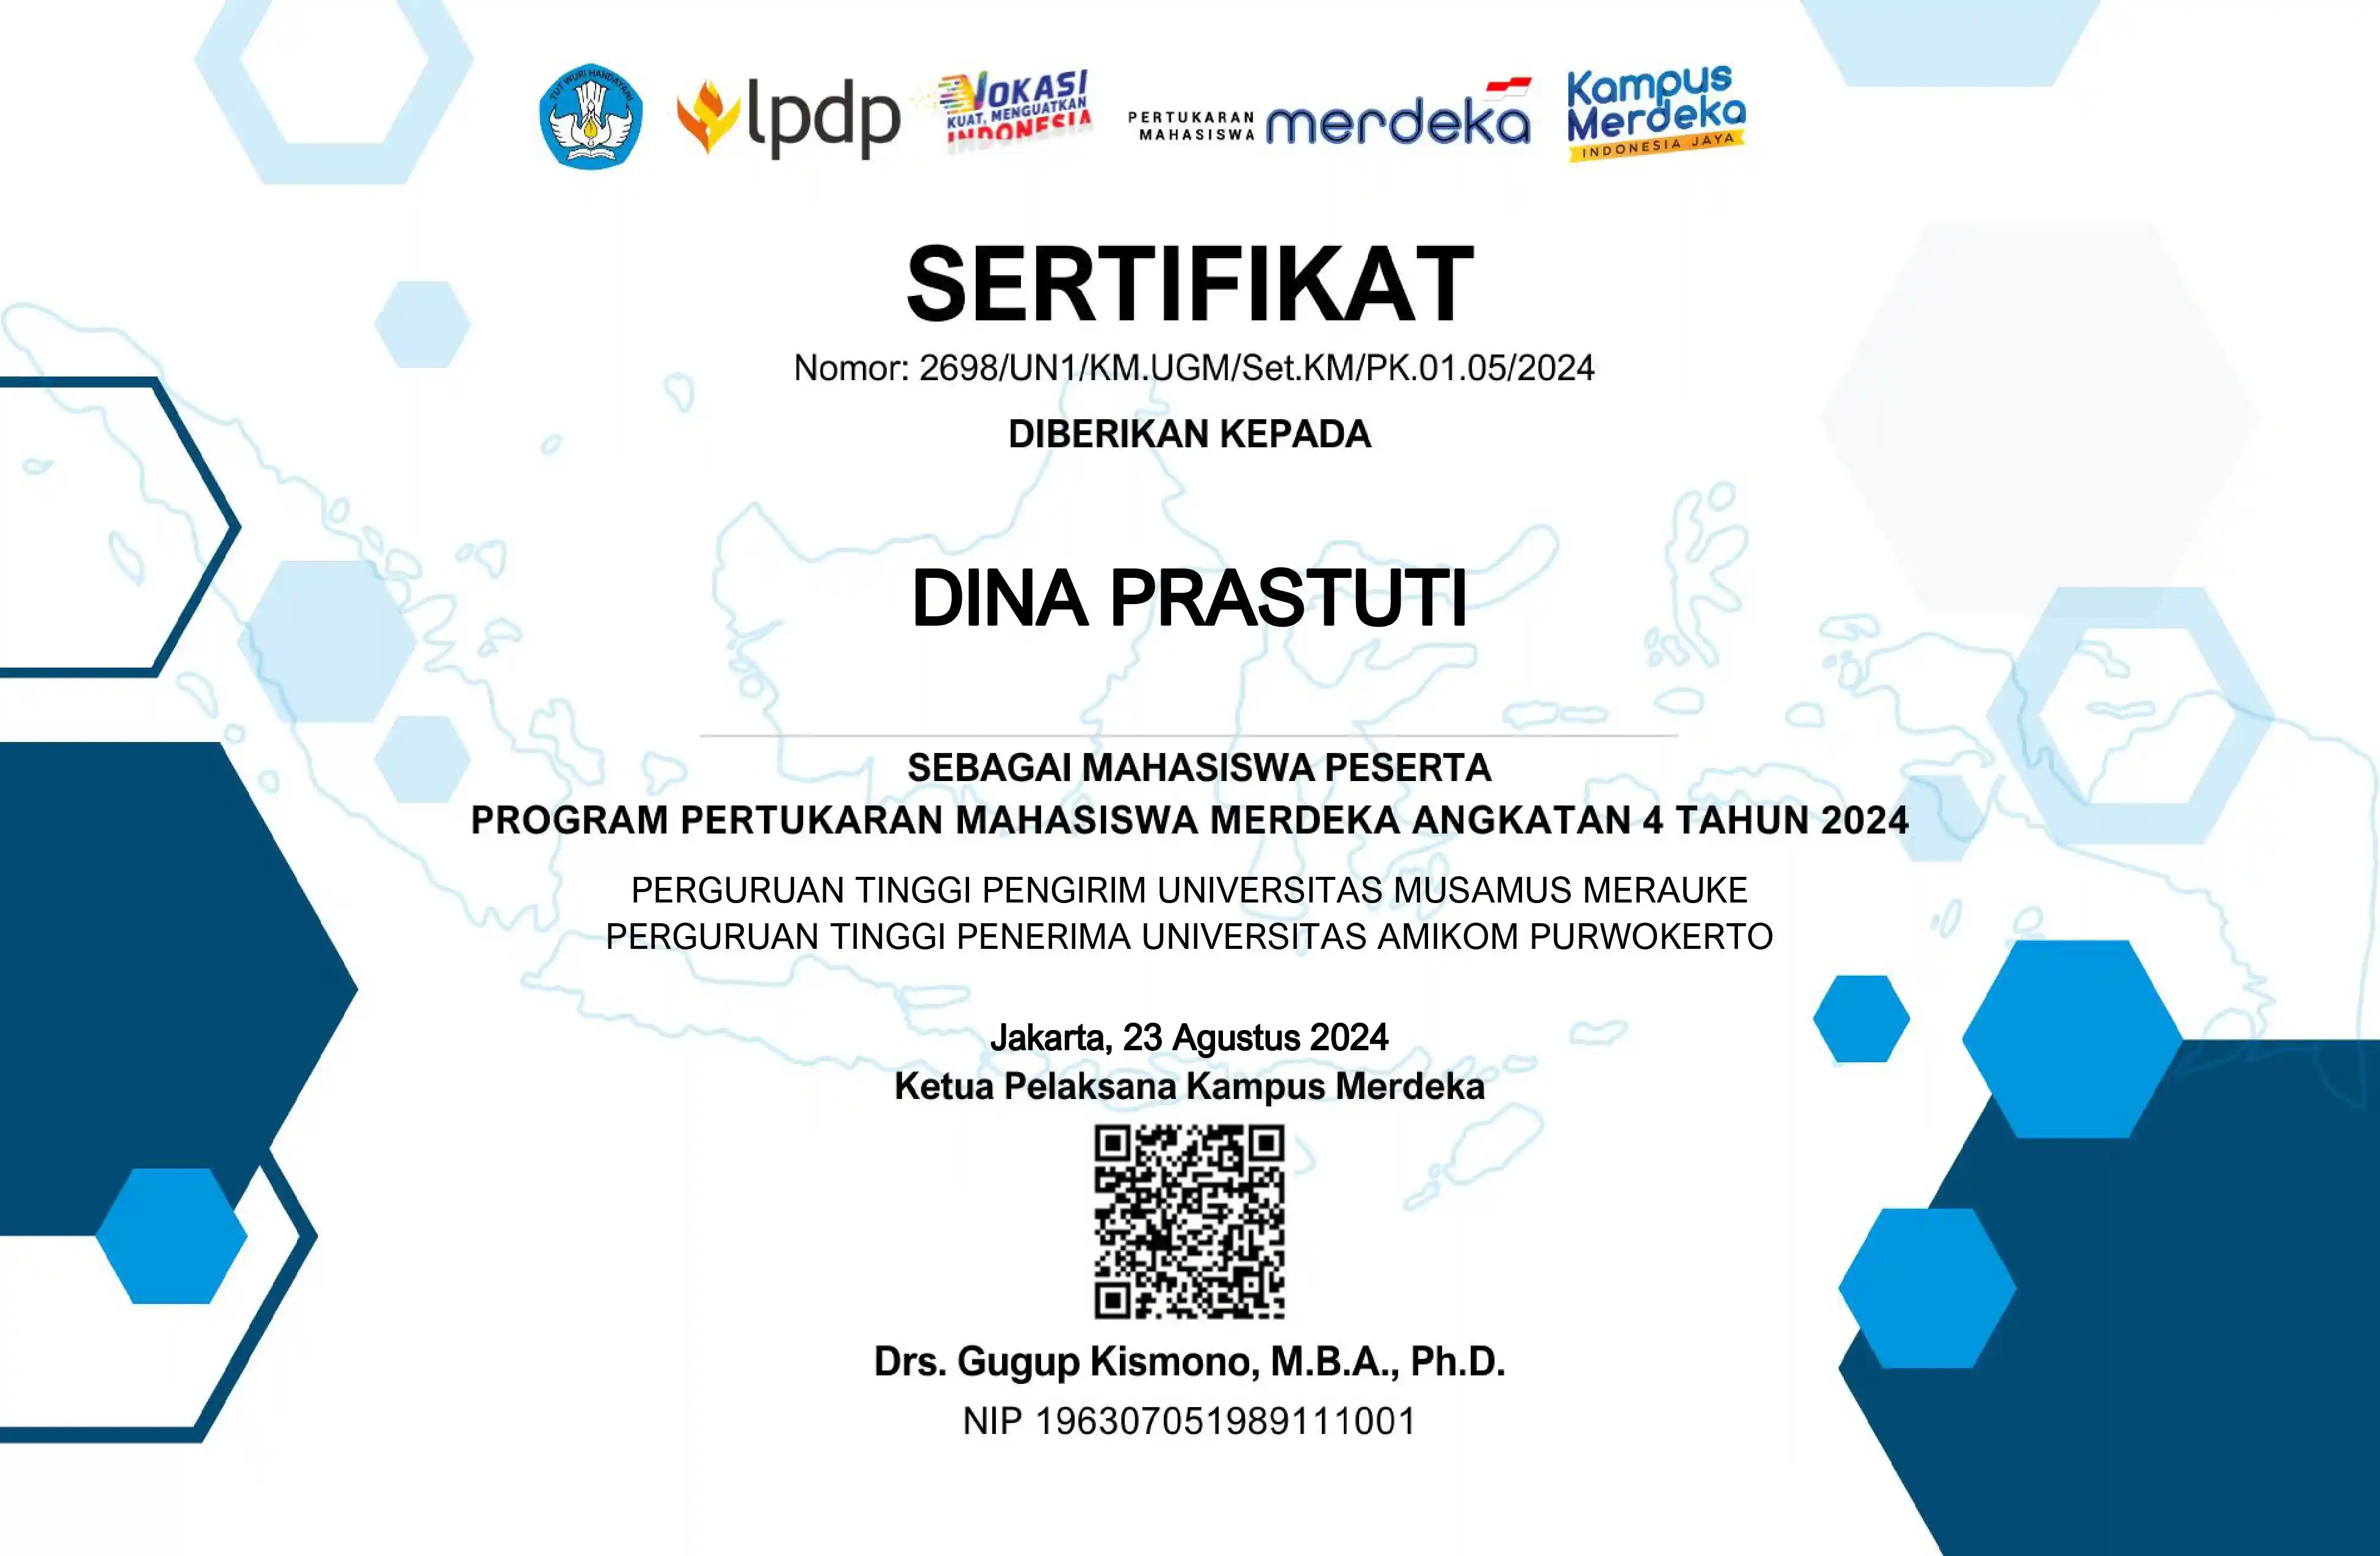 TUT WURI HANDAYANI
lpdp
VOKASI
KUAT, MENGUATKAN
INDONESIA
PERTUKARAN
MAHASISWA
merdeka
Kampus
Merdeka
INDONESIA JAYA
SERTIFIKAT
Nomor: 2698/UN1/KM.UGM/Set.KM/PK.01.05/2024
DIBERIKAN KEPADA
DINA PRASTUTI
SEBAGAI MAHASISWA PESERTA
PROGRAM PERTUKARAN MAHASISWA MERDEKA ANGKATAN 4 TAHUN 2024
PERGURUAN TINGGI PENGIRIM UNIVERSITAS MUSAMUS MERAUKE
PERGURUAN TINGGI PENERIMA UNIVERSITAS AMIKOM PURWOKERTO
Jakarta, 23 Agustus 2024
Ketua Pelaksana Kampus Merdeka
Drs. Gugup Kismono, M.B.A., Ph.D.
NIP 196307051989111001